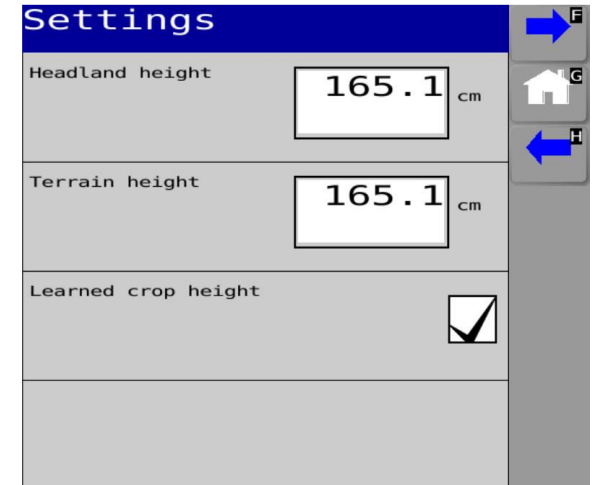 Settings
F
Headland height
165.1 cm
G
H
Terrain height
165.1 cm
Learned crop height